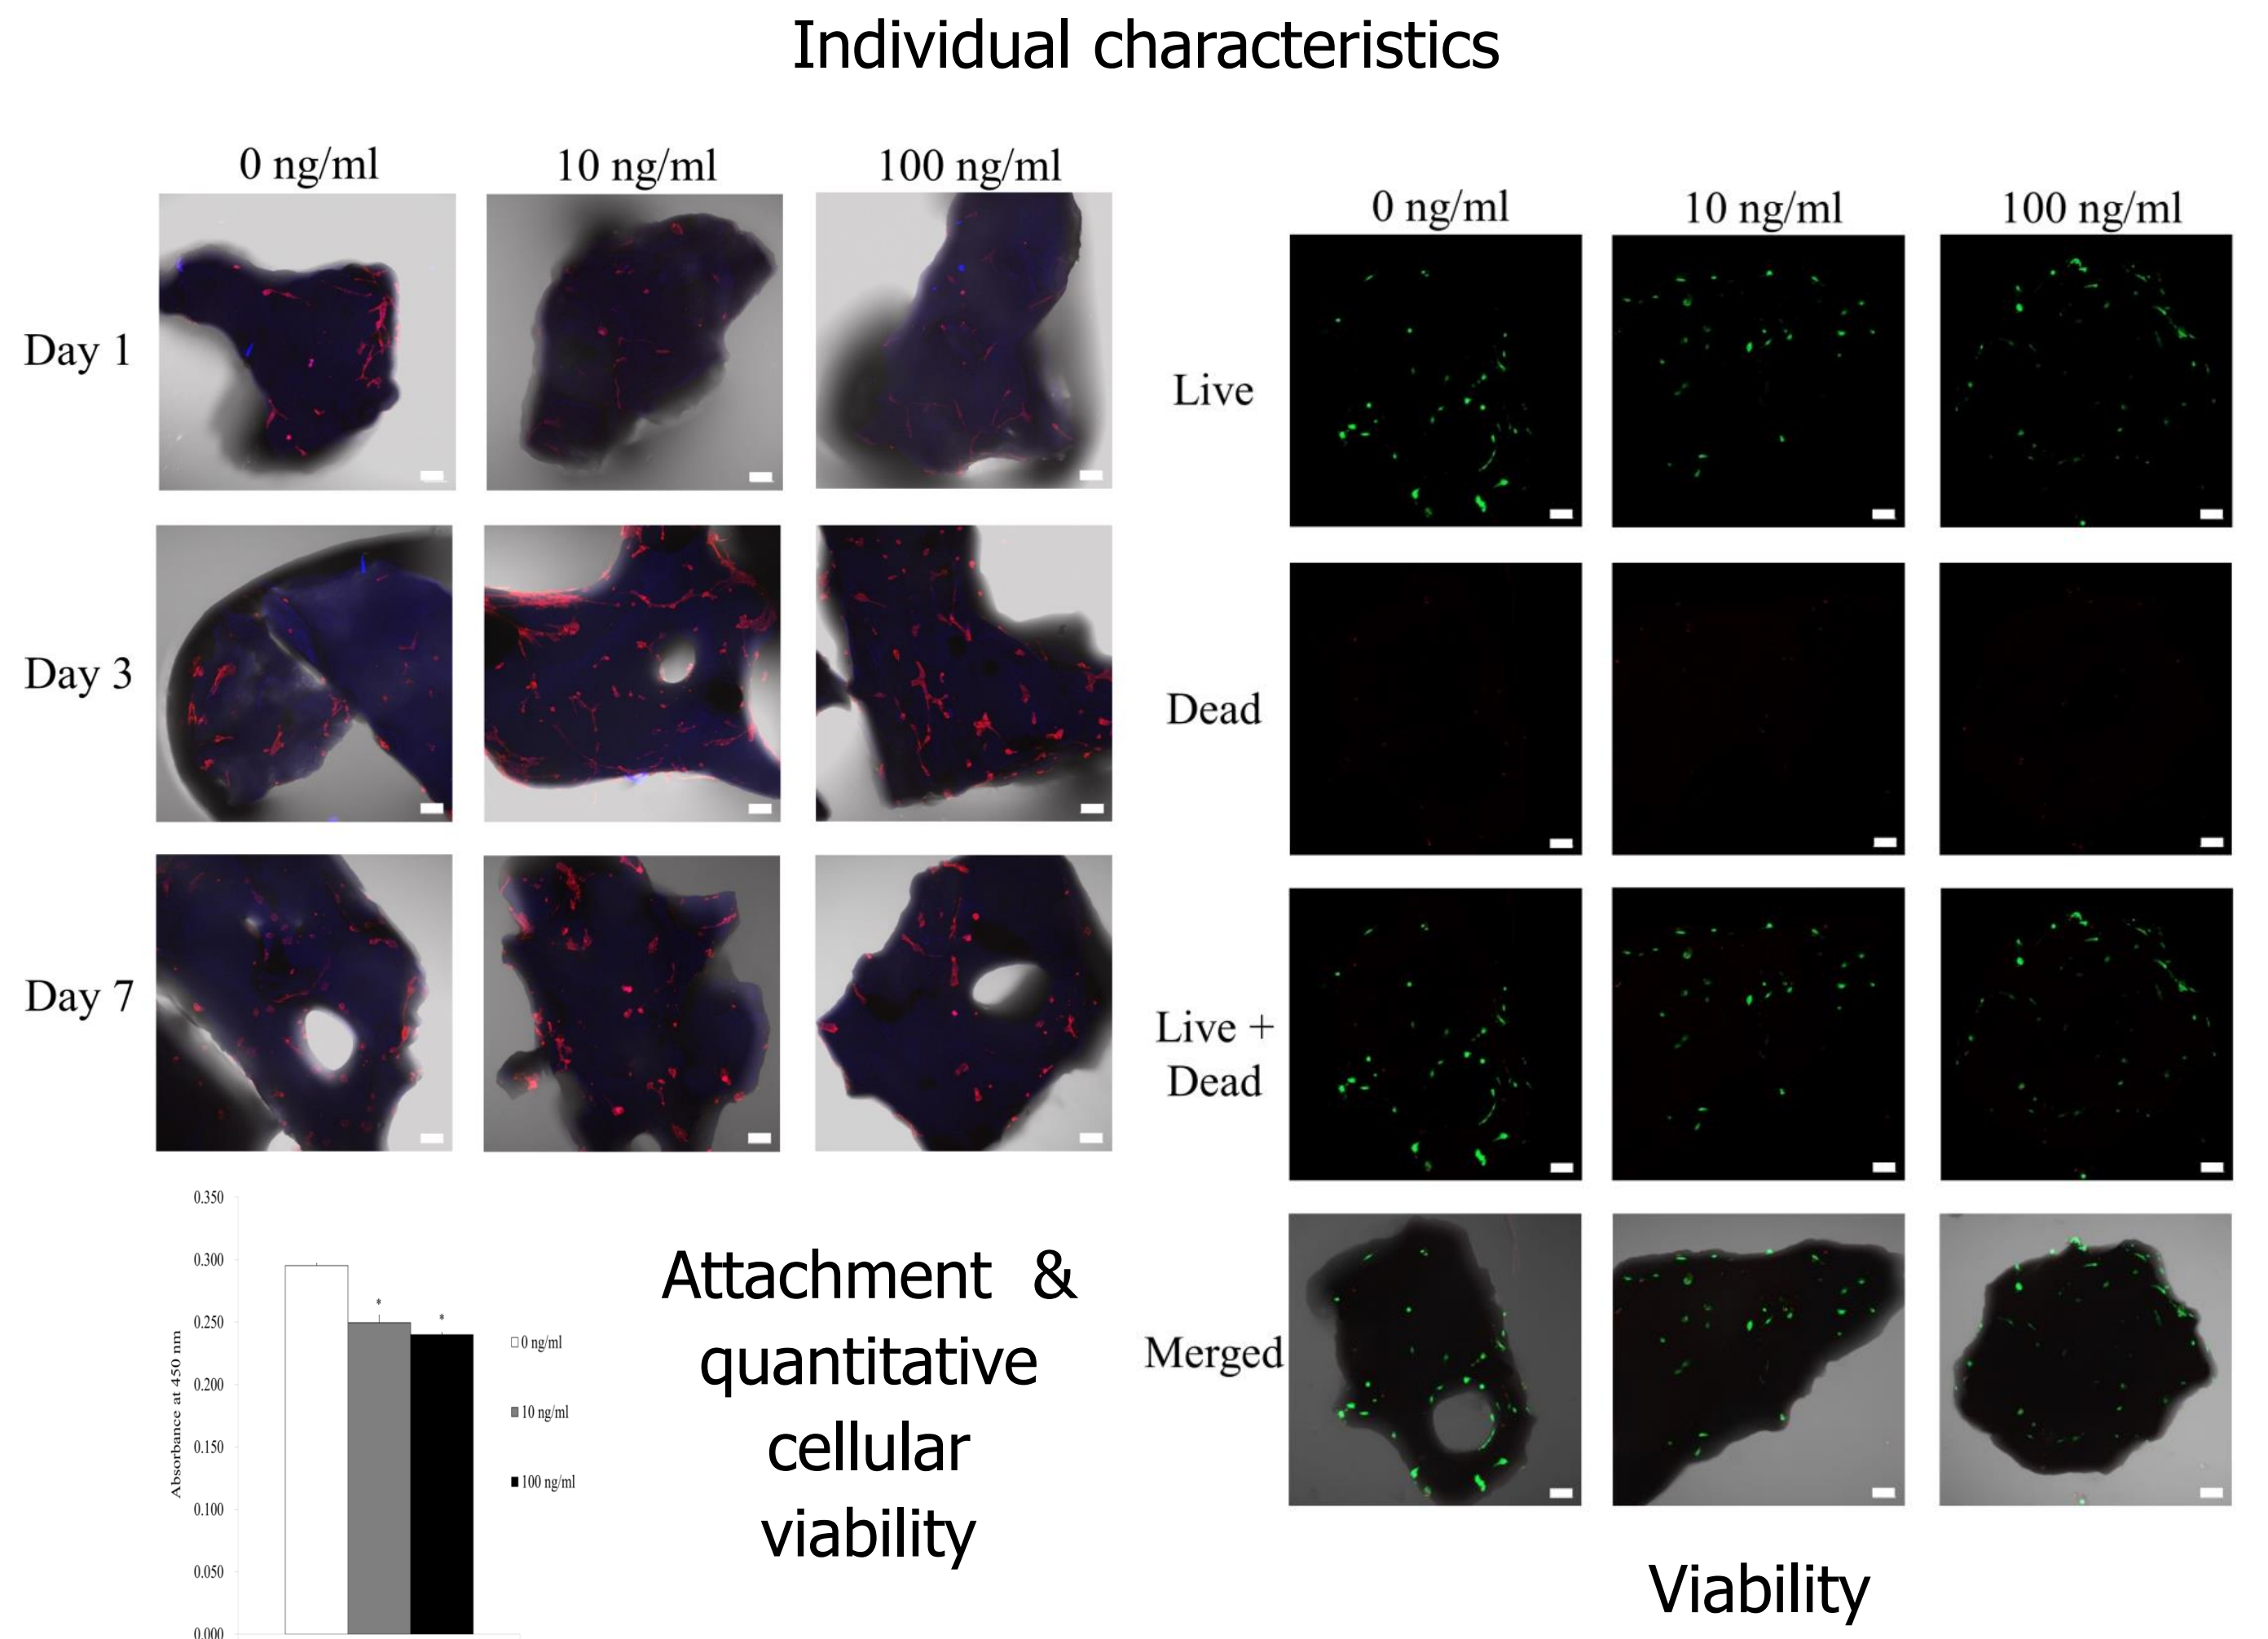 Individual characteristics
0 ng/ml 10 ng/ml 100 ng/ml
Day 1
Day 3
Day 7
0.350
0.300
0.250
0.200
0.150
0.100
0.050
0.000
Absorbance at 450 nm
*
*
0 ng/ml
10 ng/ml
100 ng/ml
Attachment &
quantitative
cellular
viability
0 ng/ml 10 ng/ml 100 ng/ml
Live
Dead
Live +
Dead
Merged
Viability